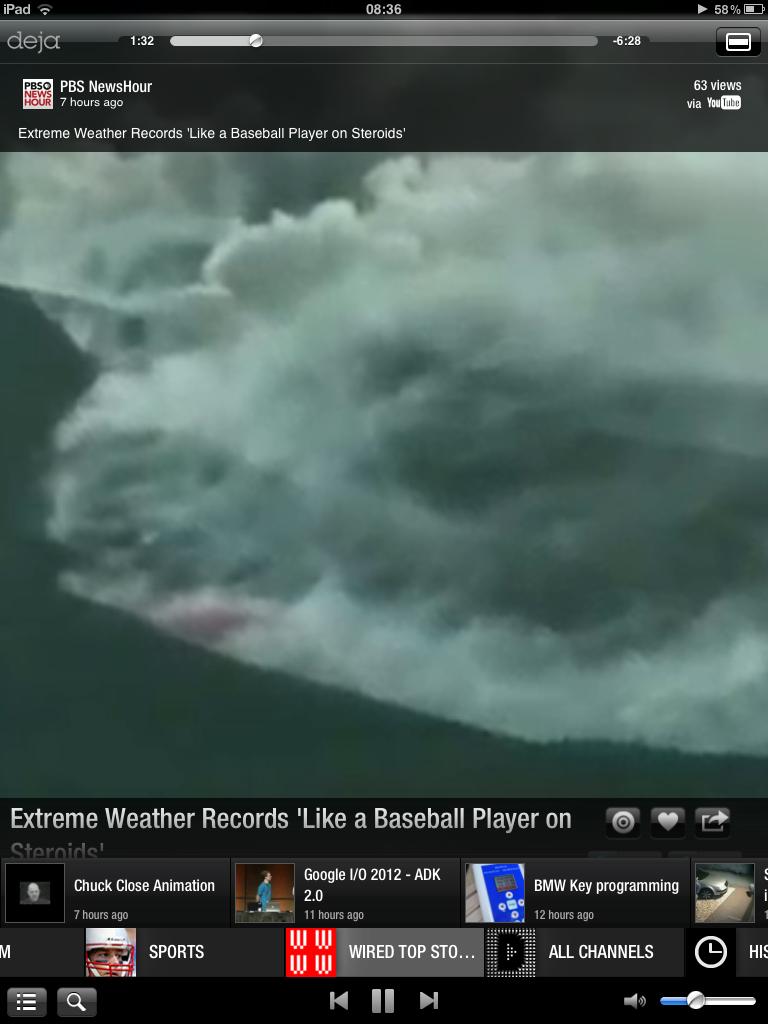 iPad 08:36 58%
deja 1:32 -6:28
PBS NEWS HOUR PBS NewsHour 63 views
7 hours ago via YouTube
Extreme Weather Records 'Like a Baseball Player on Steroids'
Extreme Weather Records 'Like a Baseball Player on
Steroids'
Chuck Close Animation
7 hours ago
Google I/O 2012 - ADK
2.0
11 hours ago
BMW Key programming
12 hours ago
S
i
1
M SPORTS WIRED TOP STO... ALL CHANNELS HIS